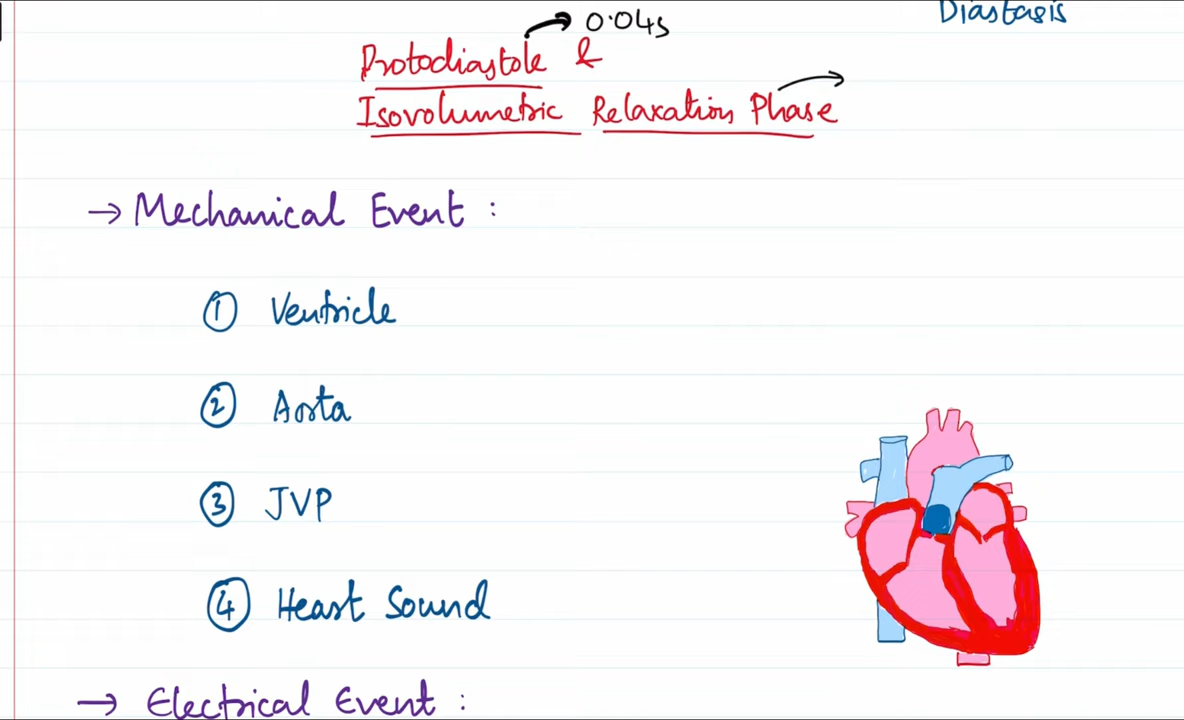 Diastasis
→ 0.04s
Protodiastole &
Isovolumetric Relaxation Phase
→ Mechanical Event :
① Ventricle
② Aorta
③ JVP
④ Heart Sound
→ Electrical Event :